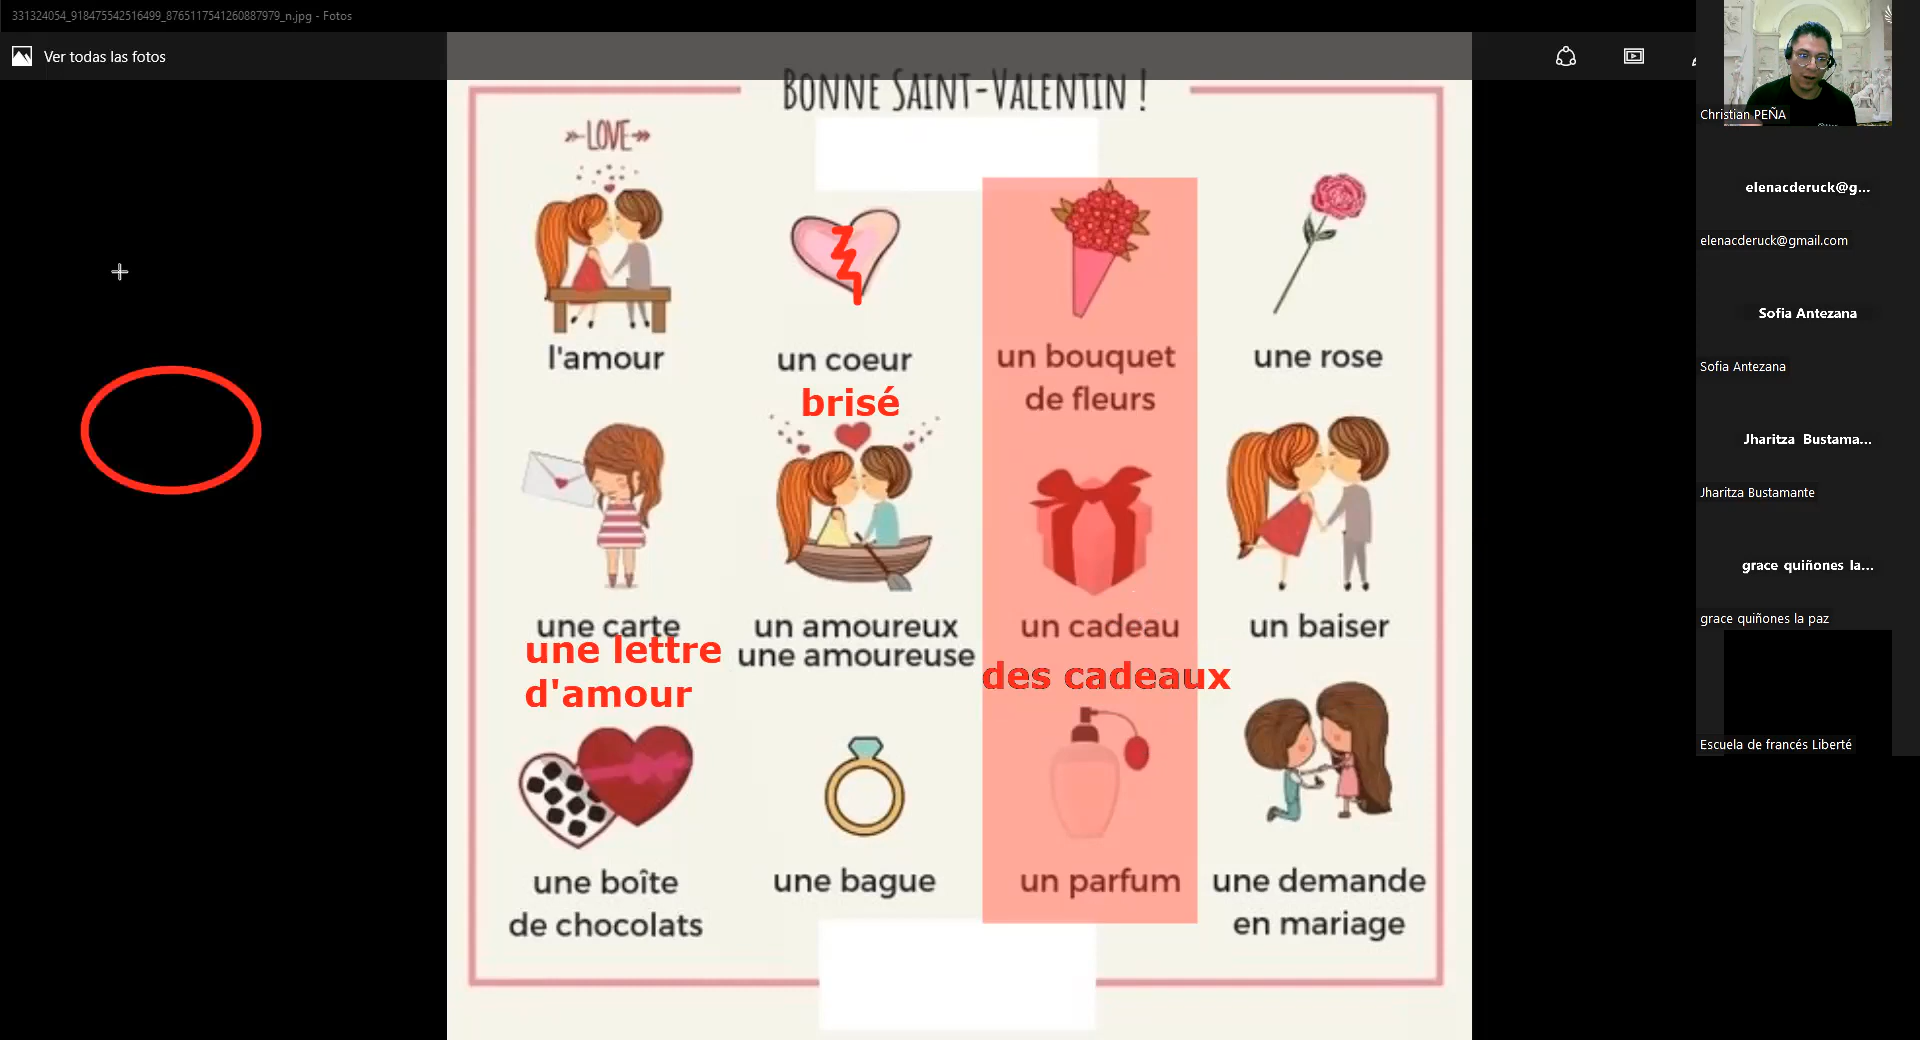 331324054_918475542516499_8765117541260887979_n.jpg - Fotos
Ver todas las fotos
BONNE SAINT-VALENTIN !
LOVE
l'amour
un coeur
brisé
un bouquet
de fleurs
une rose
une carte
une lettre
d'amour
un amoureux
une amoureuse
un cadeau
des cadeaux
un baiser
une boîte
de chocolats
une bague
un parfum
une demande
en mariage
Christian PEÑA
elenacderuck@g...
elenacderuck@gmail.com
Sofia Antezana
Sofia Antezana
Jharitza Bustama...
Jharitza Bustamante
grace quiñones la...
grace quiñones la paz
Escuela de francés Liberté